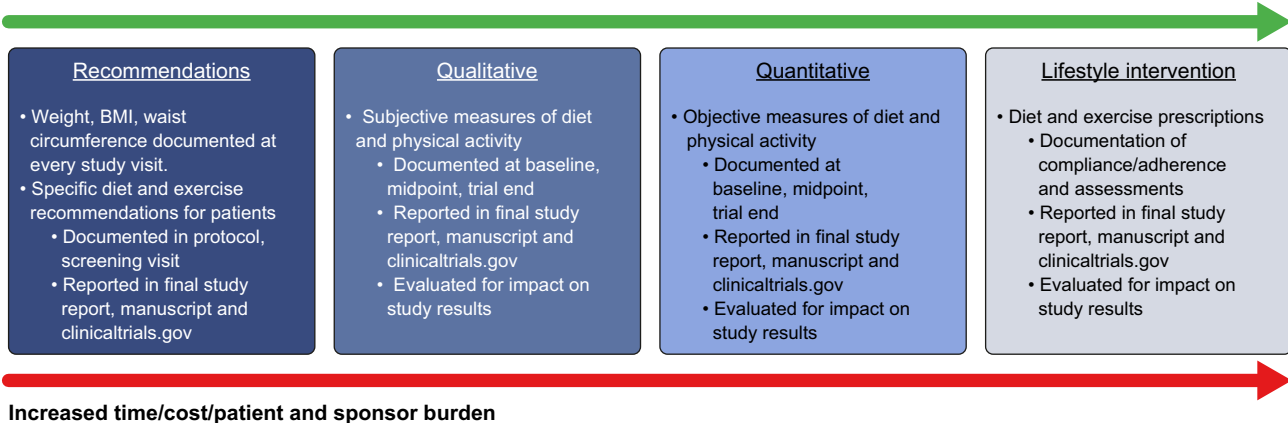 Recommendations
• Weight, BMI, waist
circumference documented at
every study visit.
• Specific diet and exercise
recommendations for patients
• Documented in protocol,
screening visit
• Reported in final study
report, manuscript and
clinicaltrials.gov
Qualitative
• Subjective measures of diet
and physical activity
• Documented at baseline,
midpoint, trial end
• Reported in final study
report, manuscript and
clinicaltrials.gov
• Evaluated for impact on
study results
Quantitative
• Objective measures of diet and
physical activity
• Documented at
baseline, midpoint,
trial end
• Reported in final study
report, manuscript and
clinicaltrials.gov
• Evaluated for impact on
study results
Lifestyle intervention
• Diet and exercise prescriptions
• Documentation of
compliance/adherence
and assessments
• Reported in final study
report, manuscript and
clinicaltrials.gov
• Evaluated for impact on
study results
Increased time/cost/patient and sponsor burden